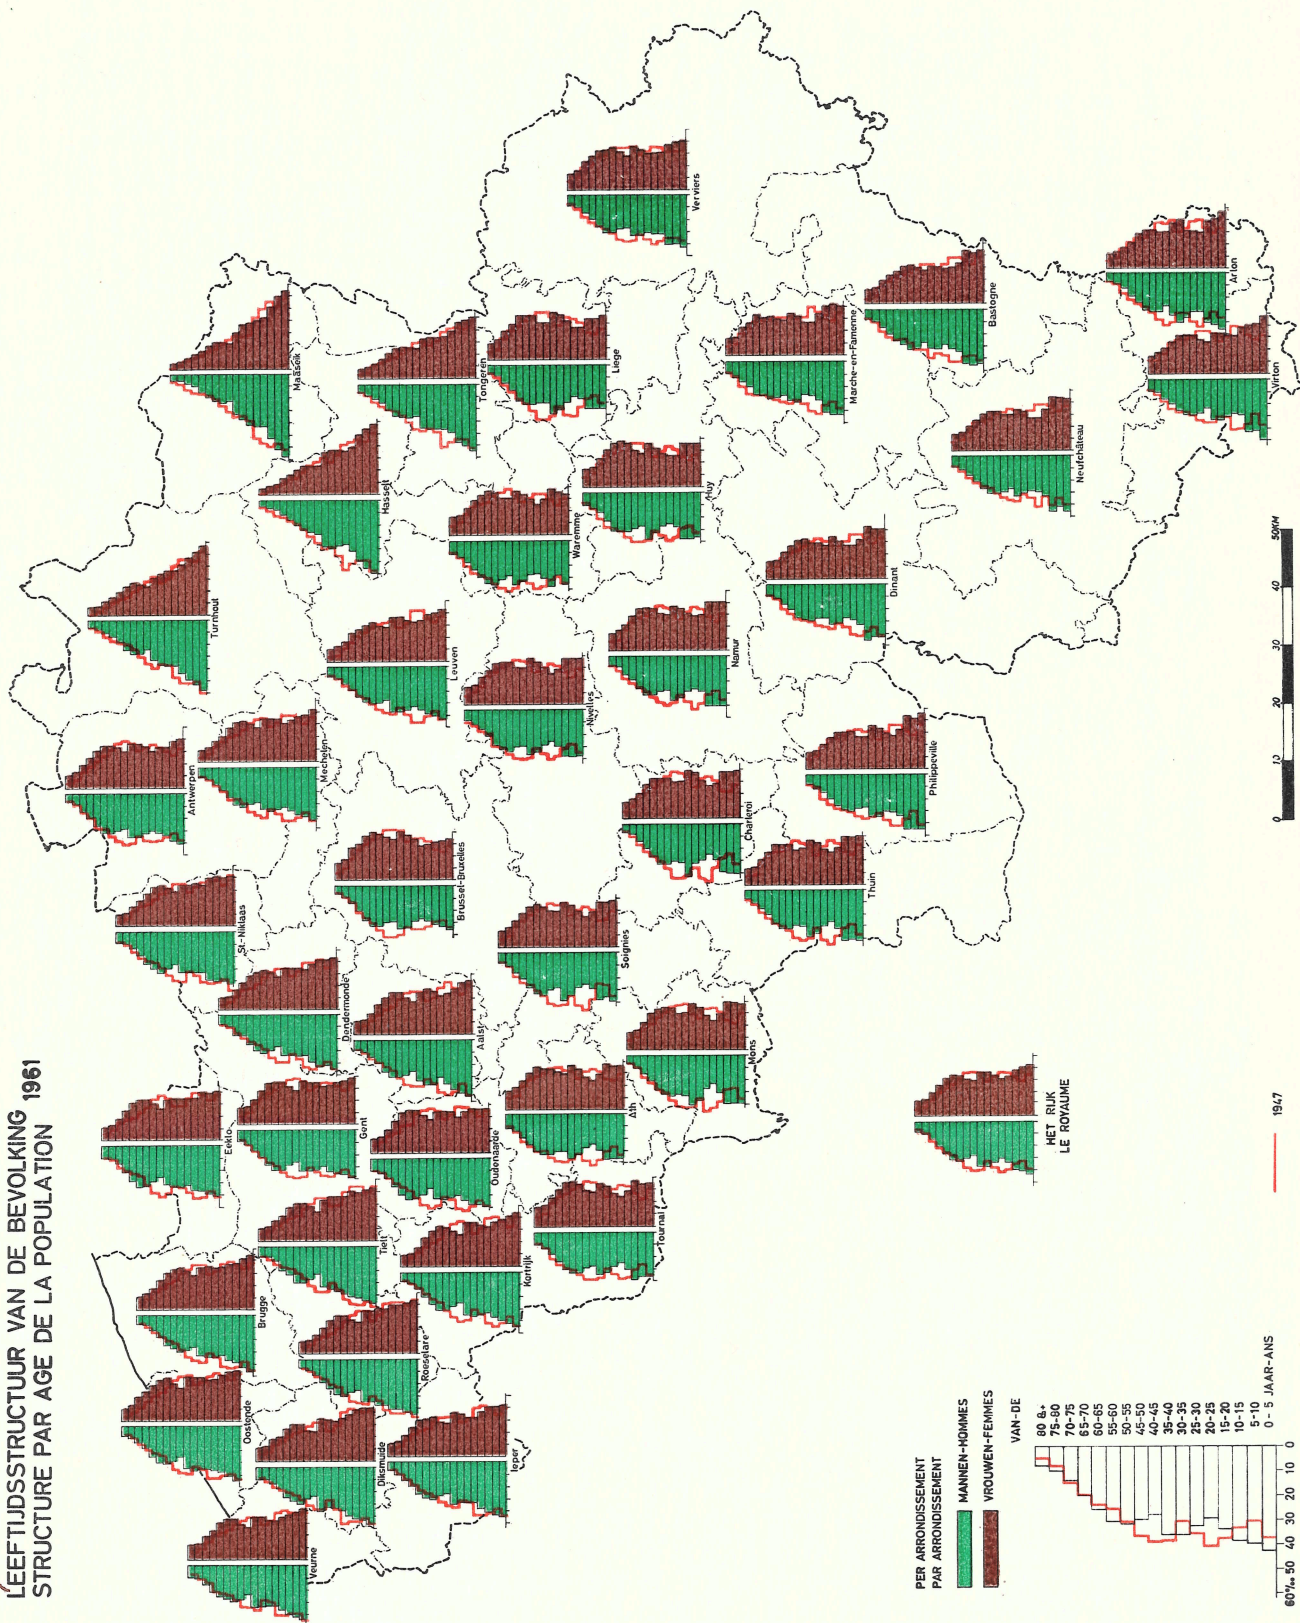 LEEFTIJDSSTRUCTUUR VAN DE BEVOLKING 1961
STRUCTURE PAR AGE DE LA POPULATION
Veurne
Oostende
Diksmuide
Ieper
Brugge
Roeselare
Tielt
Kortrijk
Tournai
Eeklo
Gent
Oudenaarde
Ath
Dendermonde
Aalst
Mons
St.-Niklaas
Brussel-Bruxelles
Soignies
Thuin
Antwerpen
Mechelen
Charleroi
Philippeville
Turnhout
Leuven
Nivelles
Namur
Dinant
Hasselt
Waremme
Huy
Neufchâteau
Maaseik
Tongeren
Liege
Marche-en-Famenne
Bastogne
Virton
Arlon
Verviers
PER ARRONDISSEMENT
PAR ARRONDISSEMENT
MANNEN-HOMMES
VROUWEN-FEMMES
VAN-DE
80 &+
75-80
70-75
65-70
60-65
55-60
50-55
45-50
40-45
35-40
30-35
25-30
20-25
15-20
10-15
5-10
0 - 5 JAAR-ANS
60‰ 50 40 30 20 10 0
HET RIJK
LE ROYAUME
1947
0 10 20 30 40 50KM